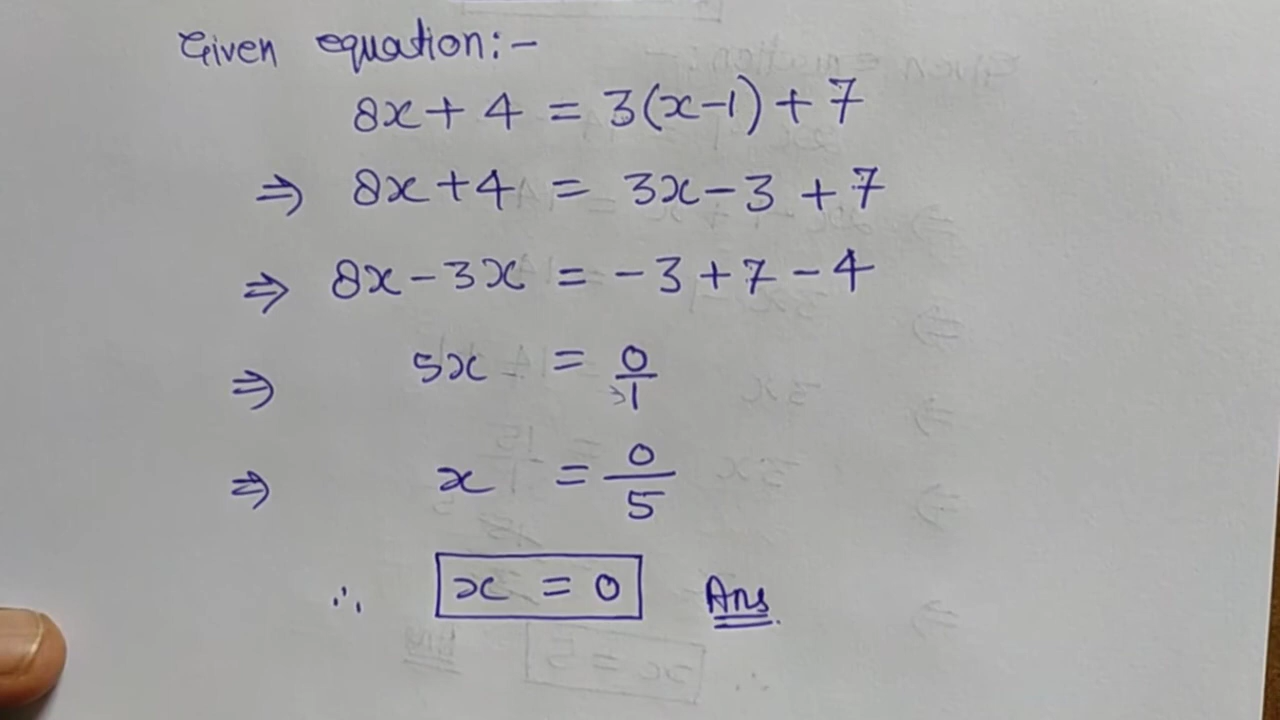 Given equation:-
8x + 4 = 3(x-1) + 7
⇒ 8x + 4 = 3x - 3 + 7
⇒ 8x - 3x = - 3 + 7 - 4
⇒ 5x = 0/1
⇒ x = 0/5
∴ x = 0 Ans.